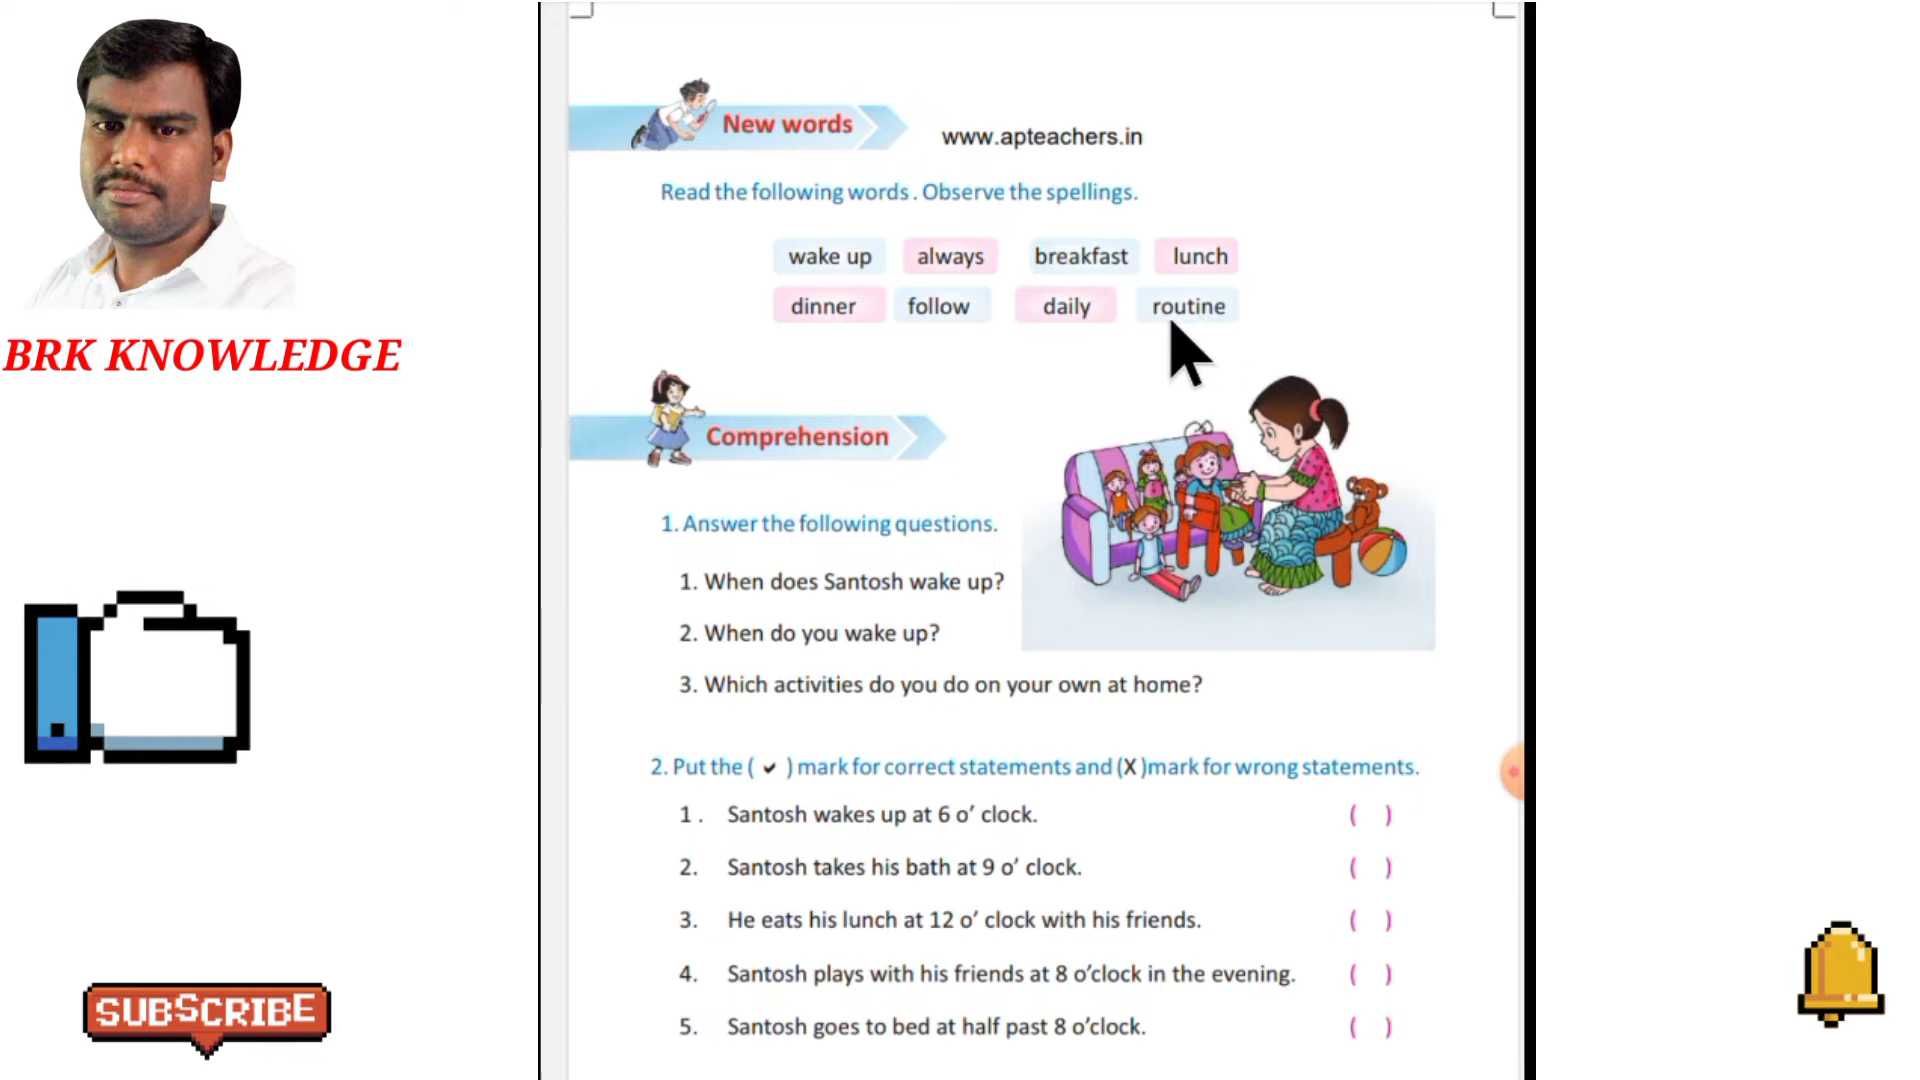 New words
www.apteachers.in
Read the following words . Observe the spellings.
wake up always breakfast lunch
dinner follow daily routine
BRK KNOWLEDGE
Comprehension
1. Answer the following questions.
1. When does Santosh wake up?
2. When do you wake up?
3. Which activities do you do on your own at home?
2. Put the ( ✔ ) mark for correct statements and (X )mark for wrong statements.
1 . Santosh wakes up at 6 o’ clock. ( )
2. Santosh takes his bath at 9 o’ clock. ( )
3. He eats his lunch at 12 o’ clock with his friends. ( )
4. Santosh plays with his friends at 8 o’clock in the evening. ( )
5. Santosh goes to bed at half past 8 o’clock. ( )
SUBSCRIBE